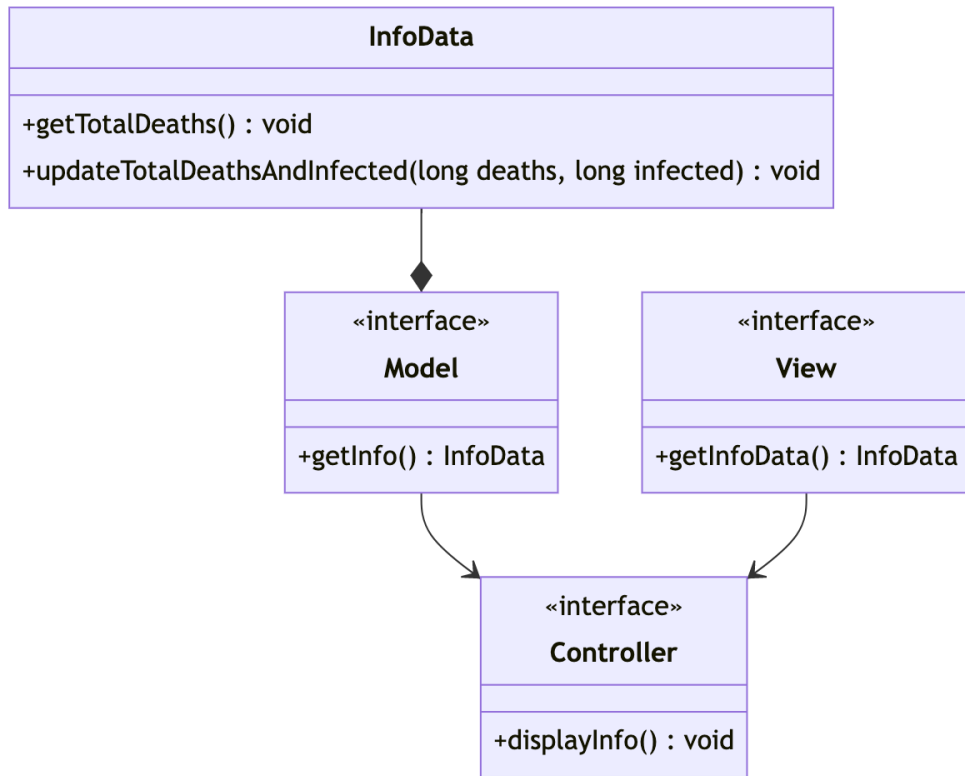 InfoData
+getTotalDeaths() : void
+updateTotalDeathsAndInfected(long deaths, long infected) : void
«interface»
Model
+getInfo() : InfoData
«interface»
View
+getInfoData() : InfoData
«interface»
Controller
+displayInfo() : void